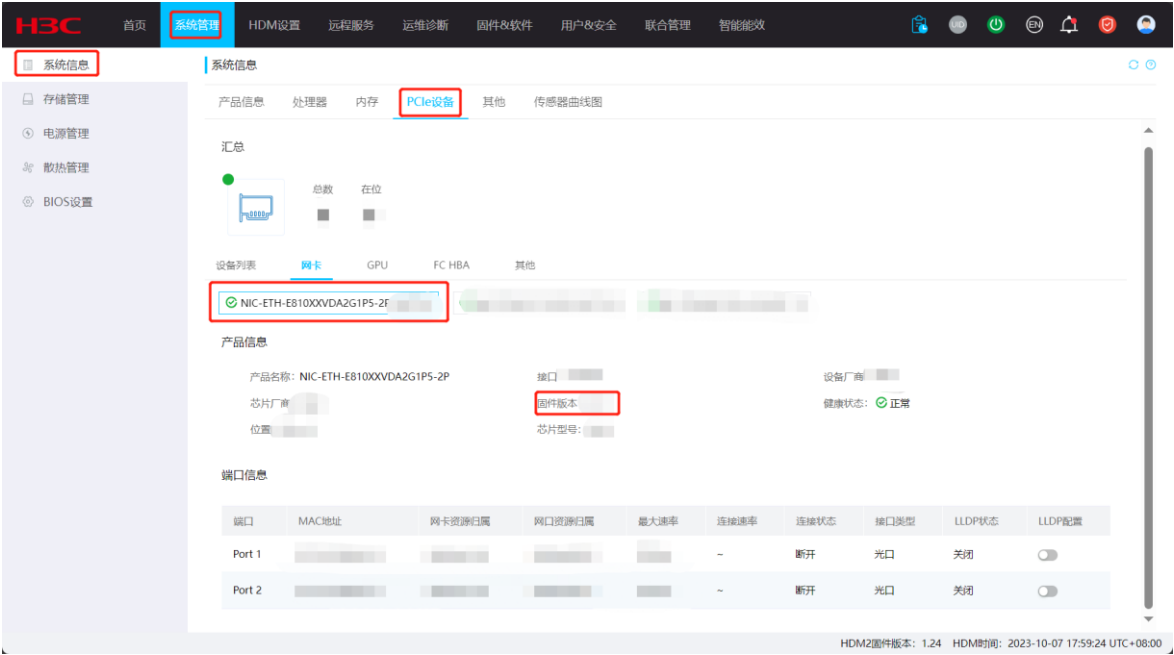 H3C 首页 系统管理 HDM设置 远程服务 运维诊断 固件&软件 用户&安全 联合管理 智能能效 UID EN
系统信息
存储管理
电源管理
散热管理
BIOS设置
系统信息
产品信息 处理器 内存 PCIe设备 其他 传感器曲线图
汇总
总数 在位
设备列表 网卡 GPU FC HBA 其他
NIC-ETH-E810XXVDA2G1P5-2P
产品信息
产品名称: NIC-ETH-E810XXVDA2G1P5-2P 接口 设备厂商
芯片厂商 固件版本 健康状态: 正常
位置 芯片型号:
端口信息
端口 MAC地址 网卡资源归属 网口资源归属 最大速率 连接速率 连接状态 接口类型 LLDP状态 LLDP配置
Port 1 ~ 断开 光口 关闭
Port 2 ~ 断开 光口 关闭
HDM2固件版本: 1.24 HDM时间: 2023-10-07 17:59:24 UTC+08:00